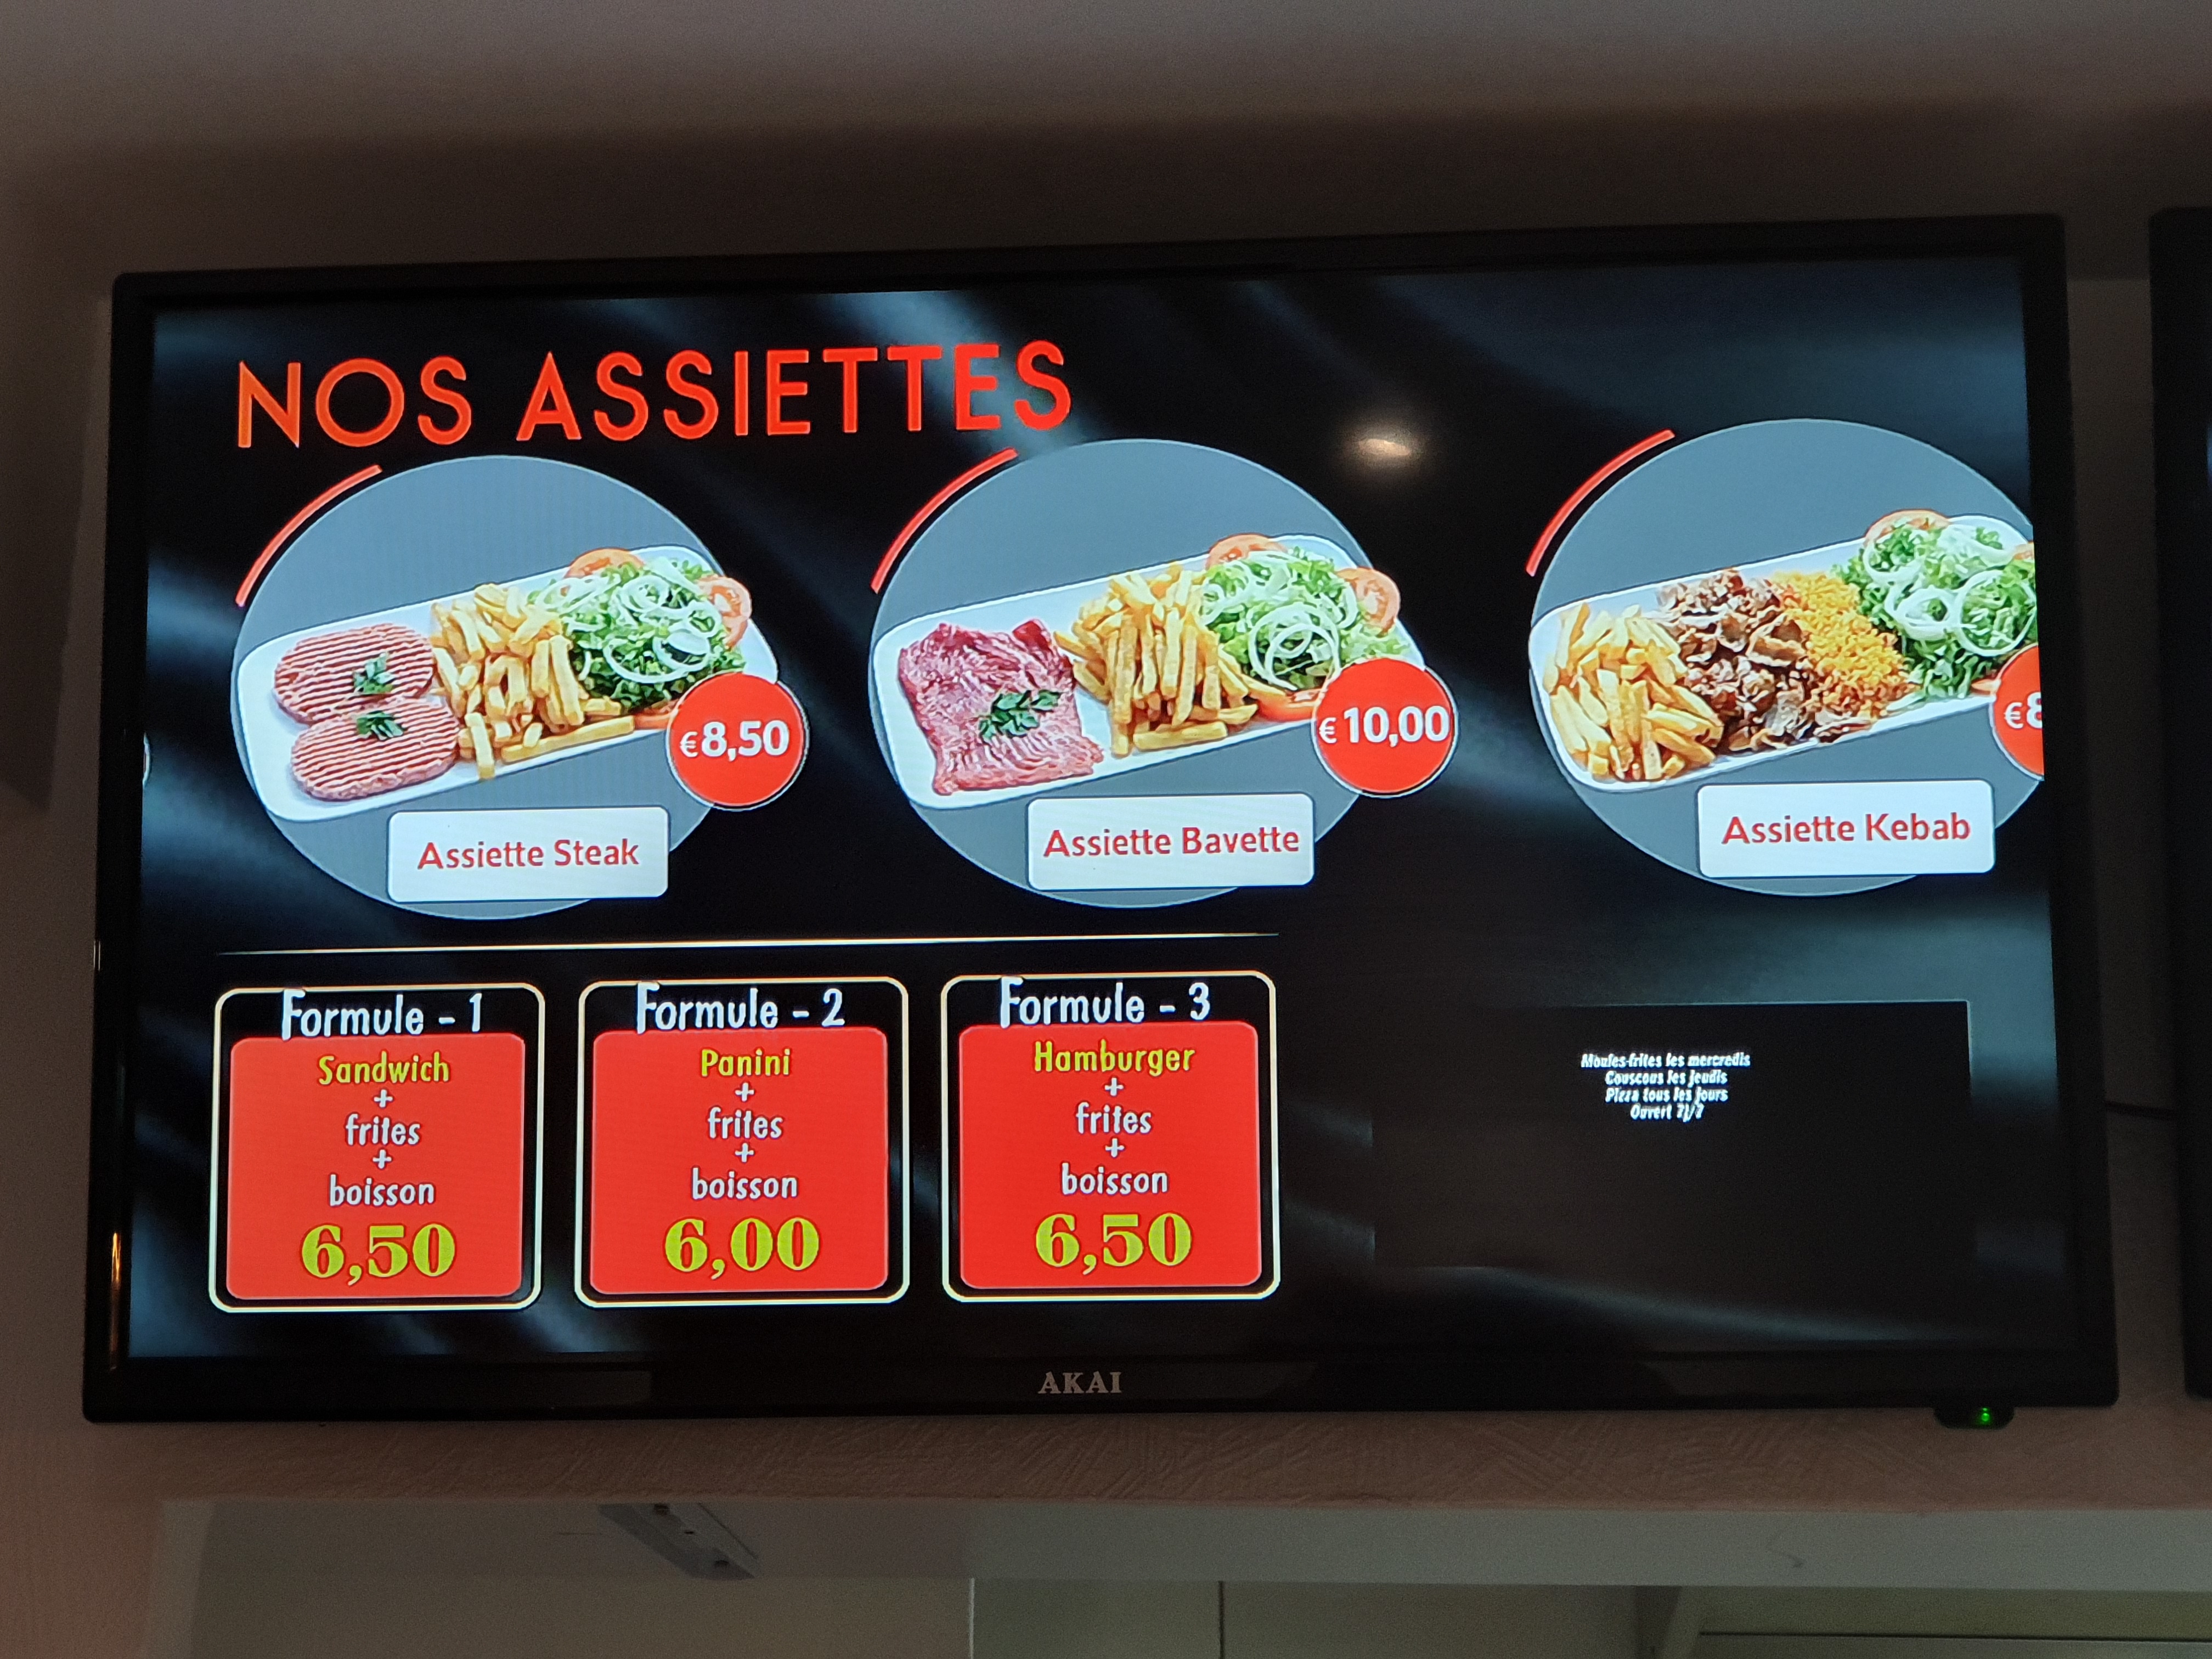 NOS ASSIETTES
€8,50
€10,00
€8
Assiette Steak
Assiette Bavette
Assiette Kebab
Formule - 1
Sandwich
+
frites
+
boisson
6,50
Formule - 2
Panini
+
frites
+
boisson
6,00
Formule - 3
Hamburger
+
frites
+
boisson
6,50
Moules-frites les mercredis
Couscous les jeudis
Pizza tous les jours
Ouvert 7j/7
AKAI